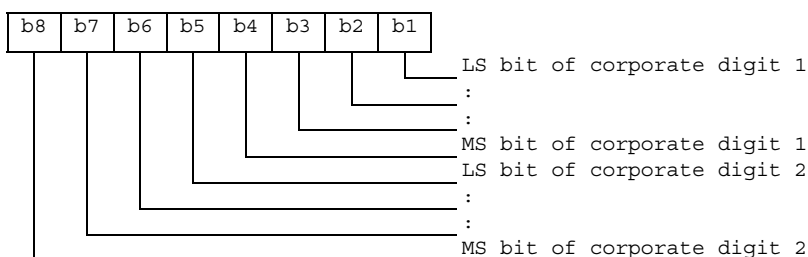 b8 b7 b6 b5 b4 b3 b2 b1
LS bit of corporate digit 1
:
:
MS bit of corporate digit 1
LS bit of corporate digit 2
:
:
MS bit of corporate digit 2